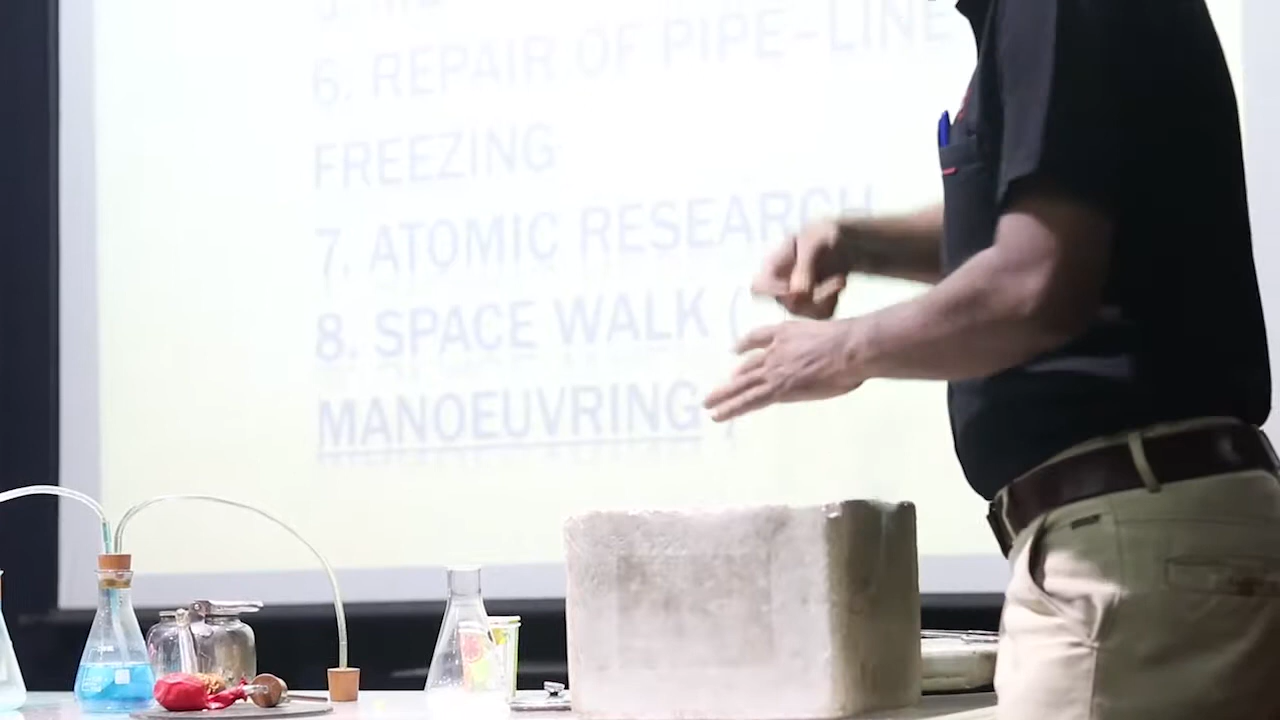 6. REPAIR OF PIPE-LINE
FREEZING
7. ATOMIC RESEARCH
8. SPACE WALK (
MANOEUVRING )